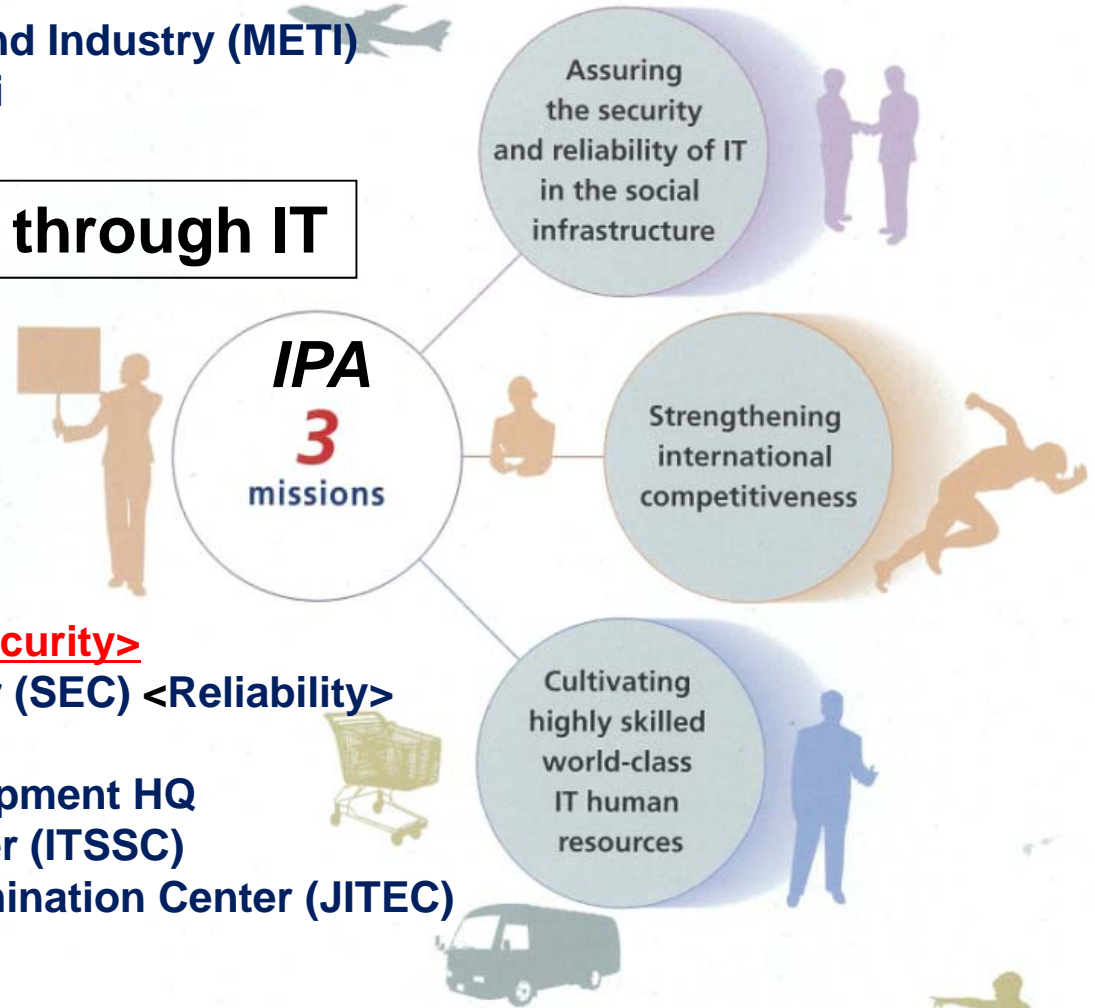 nd Industry (METI)
i
through IT
Assuring
the security
and reliability of IT
in the social
infrastructure
IPA
3
missions
Strengthening
international
competitiveness
curity>
r (SEC) <Reliability>
Cultivating
highly skilled
world-class
IT human
resources
pment HQ
er (ITSSC)
mination Center (JITEC)